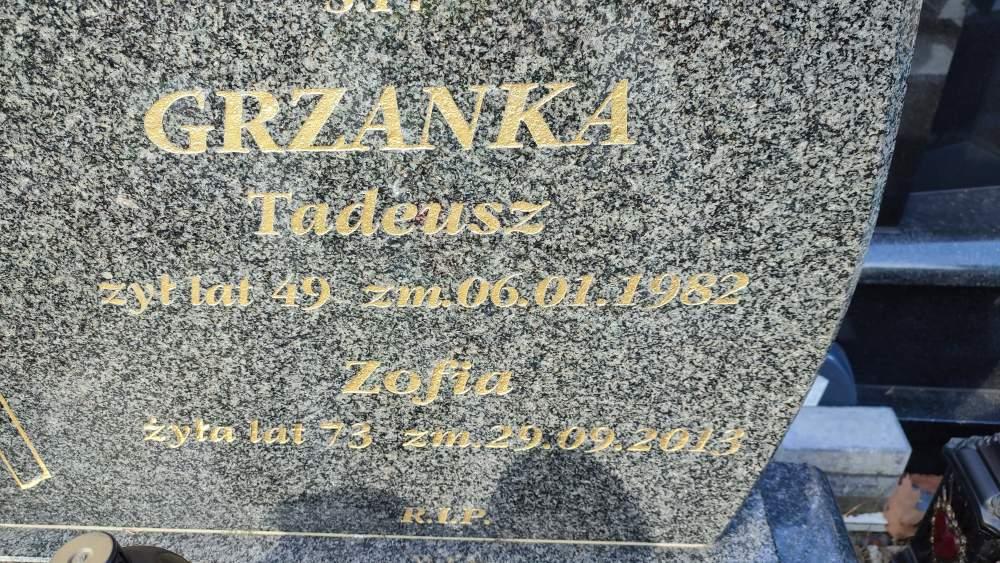 GRZANKA
Tadeusz
żył lat 49 zm.06.01.1982
Zofia
żyła lat 73 zm.29.09.2013
R.I.P.